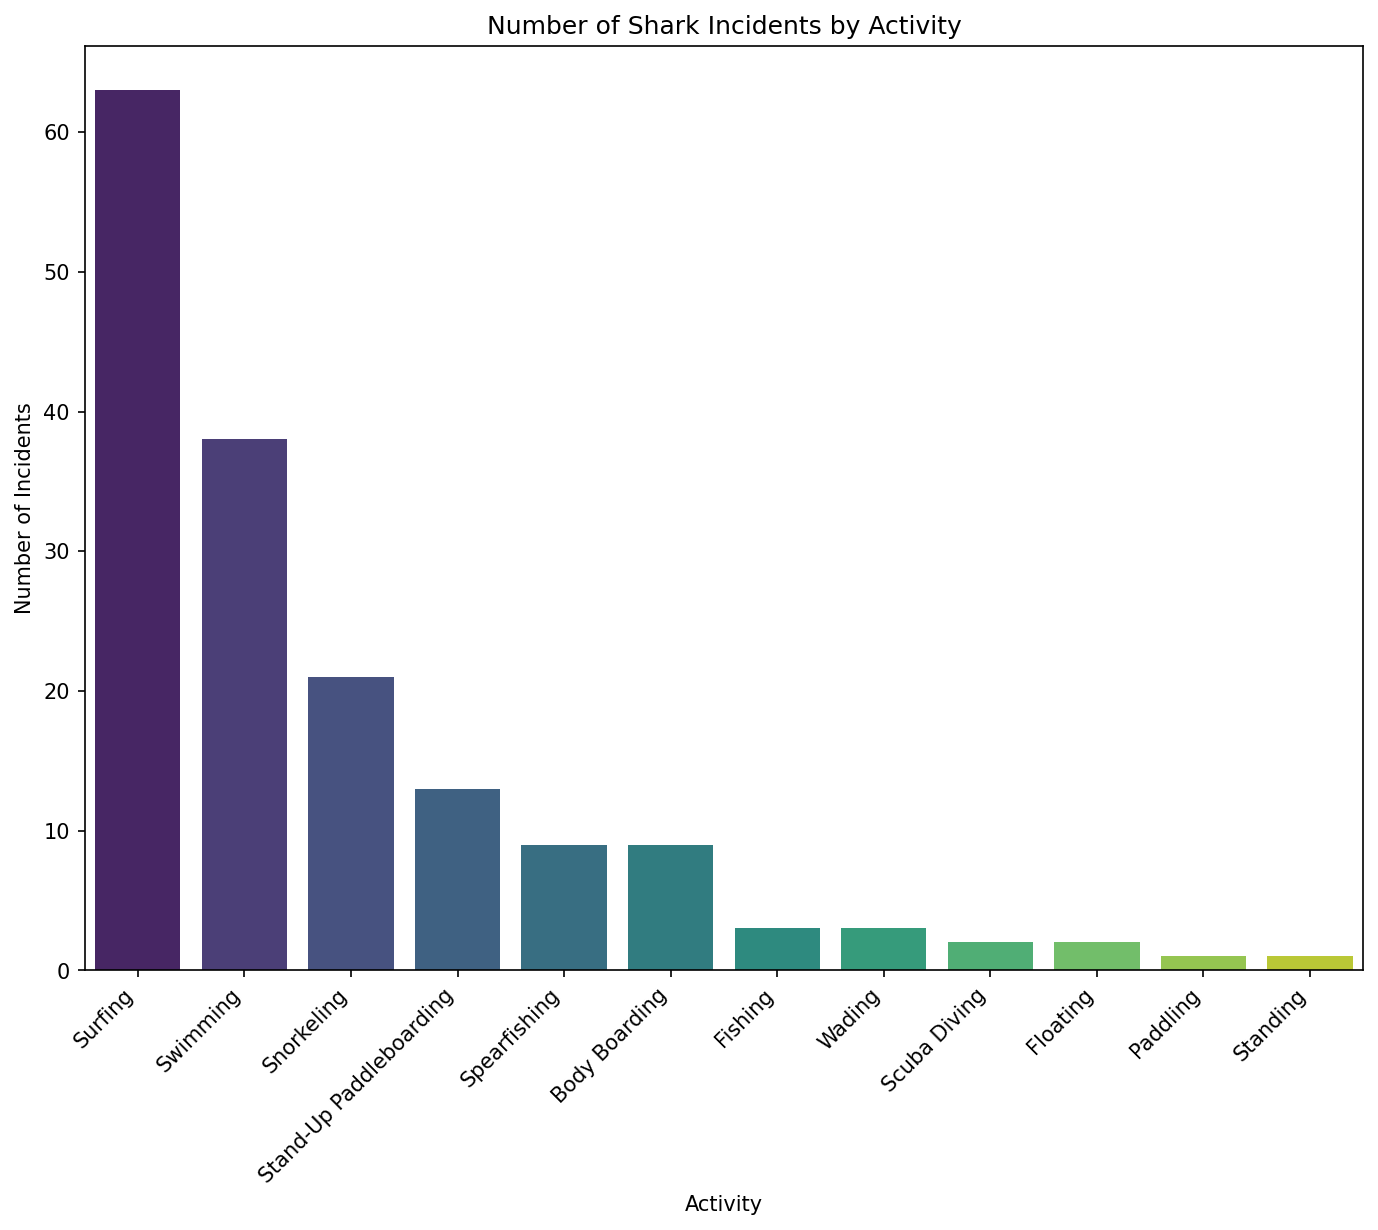 Number of Shark Incidents by Activity
Number of Incidents
60
50
40
30
20
10
0
Surfing
Swimming
Snorkeling
Stand-Up Paddleboarding
Spearfishing
Body Boarding
Fishing
Wading
Scuba Diving
Floating
Paddling
Standing
Activity